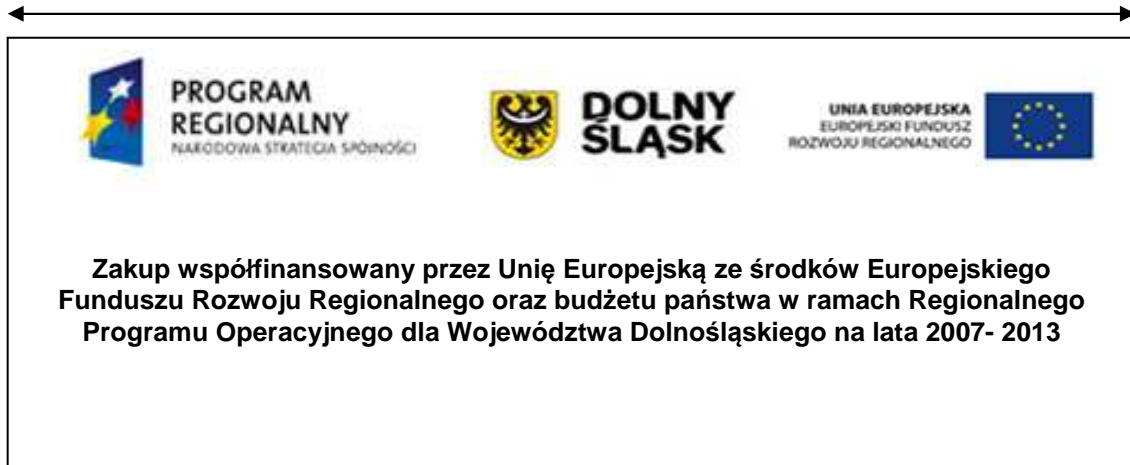 PROGRAM
REGIONALNY
NARODOWA STRATEGIA SPÓJNOŚCI
DOLNY
ŚLĄSK
UNIA EUROPEJSKA
EUROPEJSKI FUNDUSZ
ROZWOJU REGIONALNEGO
Zakup współfinansowany przez Unię Europejską ze środków Europejskiego
Funduszu Rozwoju Regionalnego oraz budżetu państwa w ramach Regionalnego
Programu Operacyjnego dla Województwa Dolnośląskiego na lata 2007- 2013